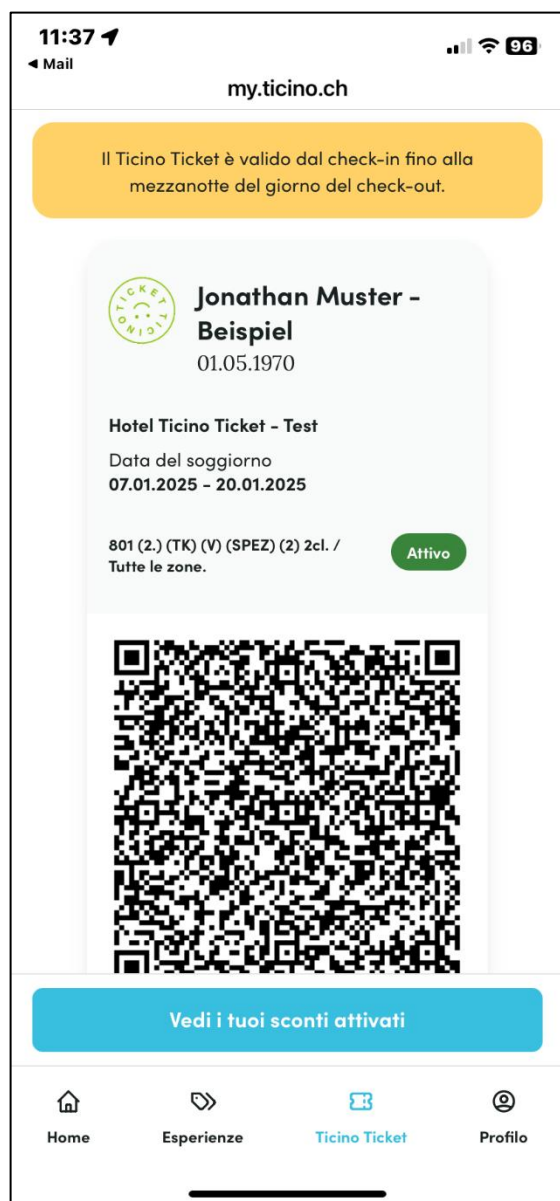 11:37
96
◀ Mail
my.ticino.ch
Il Ticino Ticket è valido dal check-in fino alla
mezzanotte del giorno del check-out.
TICKET TICINO
Jonathan Muster -
Beispiel
01.05.1970
Hotel Ticino Ticket - Test
Data del soggiorno
07.01.2025 - 20.01.2025
801 (2.) (TK) (V) (SPEZ) (2) 2cl. /
Tutte le zone.
Attivo
Vedi i tuoi sconti attivati
Home
Esperienze
Ticino Ticket
Profilo